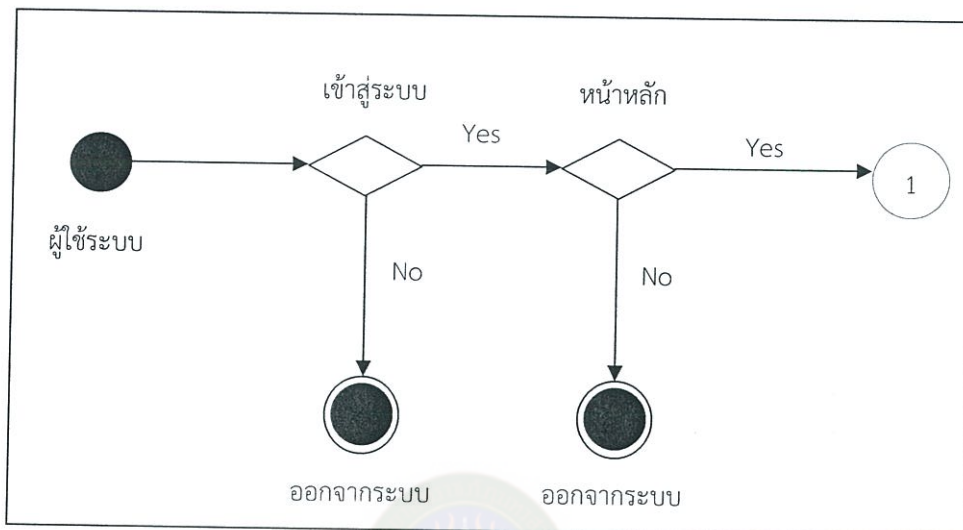 เข้าสู่ระบบ
หน้าหลัก
Yes
Yes
1
ผู้ใช้ระบบ
No
No
ออกจากระบบ
ออกจากระบบ